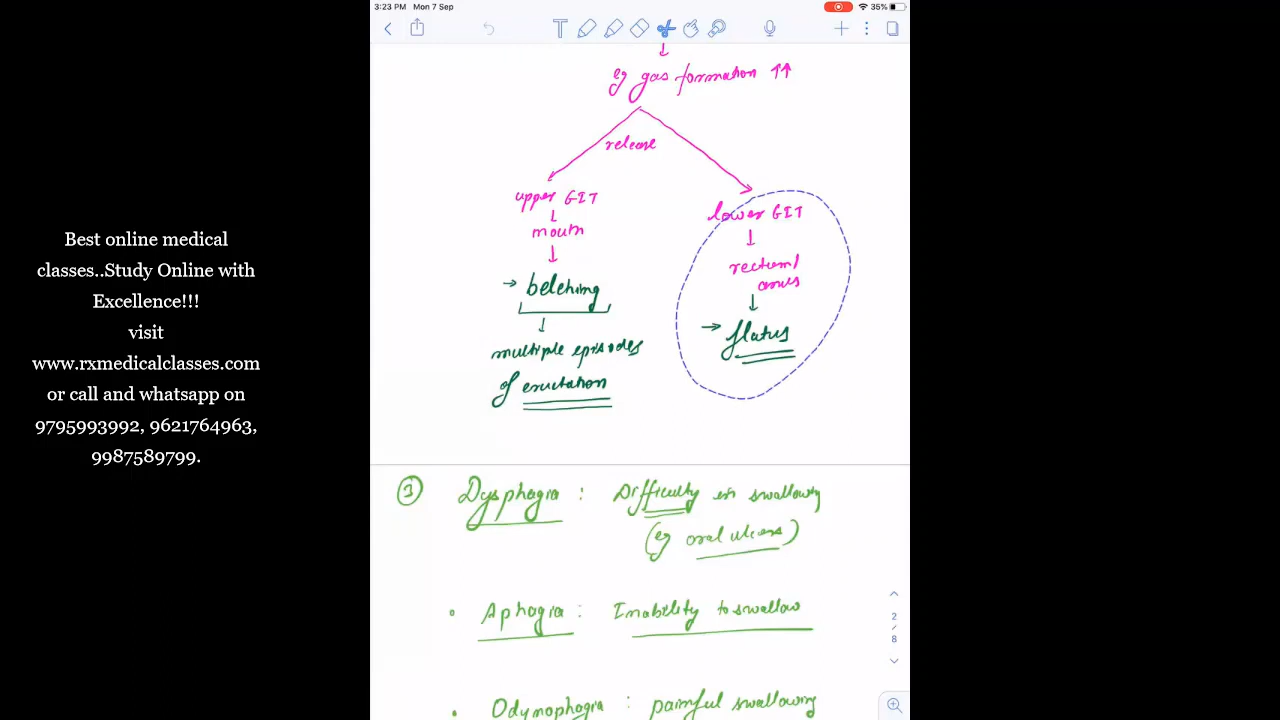 3:23 PM Mon 7 Sep
35%
eg gas formation ↑↑
release
upper GIT
↓
mouth
↓
→ belching
↓
multiple episodes
of eructation
lower GIT
↓
rectum/
anus
↓
→ flatus
Best online medical
classes..Study Online with
Excellence!!!
visit
www.rxmedicalclasses.com
or call and whatsapp on
9795993992, 9621764963,
9987589799.
③ Dysphagia : Difficulty in swallowing
(eg oral ulcers)
• Aphagia : Inability to swallow
• Odynophagia : painful swallowing
2
/
8